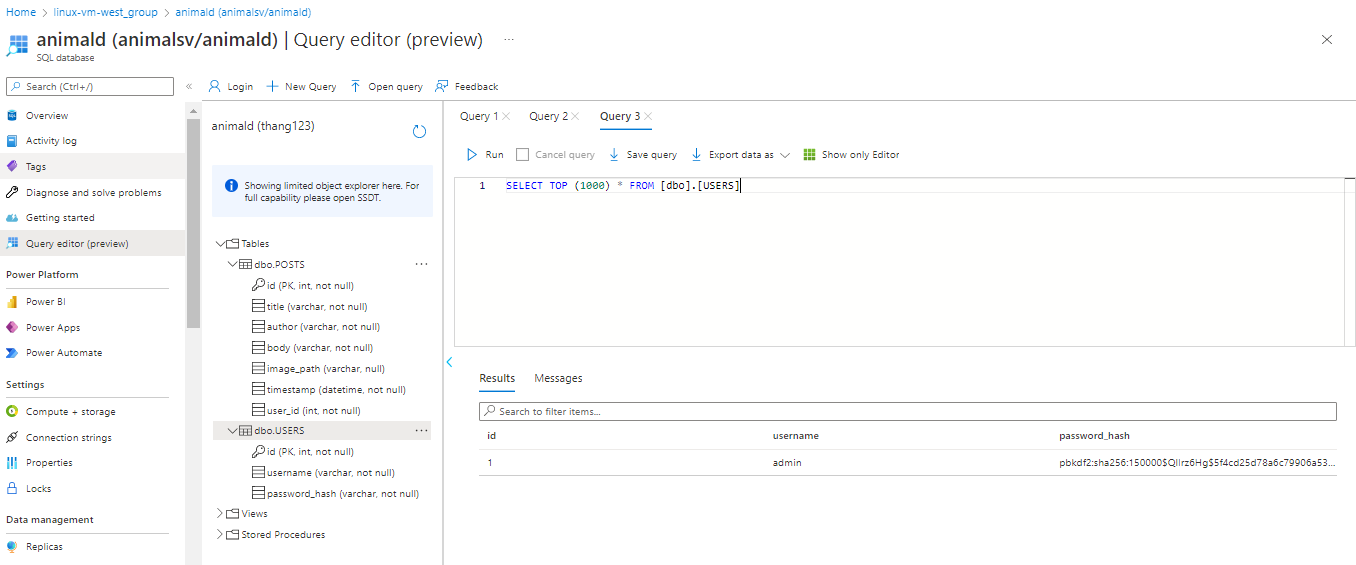 Home > linux-vm-west_group > animald (animalsv/animald)
animald (animalsv/animald) | Query editor (preview) ...
SQL database
Search (Ctrl+/)
«
Overview
Activity log
Tags
Diagnose and solve problems
Getting started
Query editor (preview)
Power Platform
Power BI
Power Apps
Power Automate
Settings
Compute + storage
Connection strings
Properties
Locks
Data management
Replicas
Login
New Query
Open query
Feedback
animald (thang123)
Showing limited object explorer here. For
full capability please open SSDT.
Tables
dbo.POSTS ...
id (PK, int, not null)
title (varchar, not null)
author (varchar, not null)
body (varchar, not null)
image_path (varchar, null)
timestamp (datetime, not null)
user_id (int, not null)
dbo.USERS ...
id (PK, int, not null)
username (varchar, not null)
password_hash (varchar, not null)
Views
Stored Procedures
Query 1 Query 2 Query 3
Run Cancel query Save query Export data as Show only Editor
1 SELECT TOP (1000) * FROM [dbo].[USERS]
Results Messages
Search to filter items...
id username password_hash
1 admin